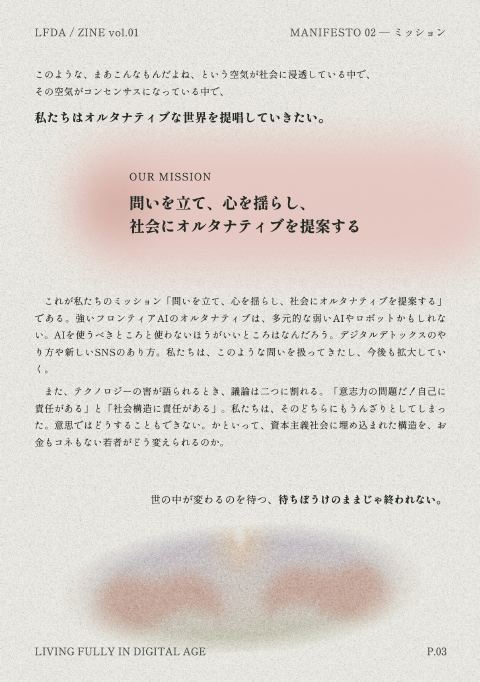 LFDA / ZINE vol.01
MANIFESTO 02 — ミッション
このような、まあこんなもんだよね、という空気が社会に浸透している中で、
その空気がコンセンサスになっている中で、
私たちはオルタナティブな世界を提唱していきたい。
OUR MISSION
問いを立て、心を揺らし、
社会にオルタナティブを提案する
これが私たちのミッション「問いを立て、心を揺らし、社会にオルタナティブを提案する」
である。強いフロンティアAIのオルタナティブは、多元的な弱いAIやロボットかもしれな
い。AIを使うべきところと使わないほうがいいところはなんだろう。デジタルデトックスのや
り方や新しいSNSのあり方。私たちは、このような問いを扱ってきたし、今後も拡大してい
く。
また、テクノロジーの害が語られるとき、議論は二つに割れる。「意志力の問題だ！自己に
責任がある」と「社会構造に責任がある」。私たちは、そのどちらにもうんざりとしてしまっ
た。意思ではどうすることもできない。かといって、資本主義社会に埋め込まれた構造を、お
金もコネもない若者がどう変えられるのか。
世の中が変わるのを待つ、待ちぼうけのままじゃ終われない。
LIVING FULLY IN DIGITAL AGE
P.03